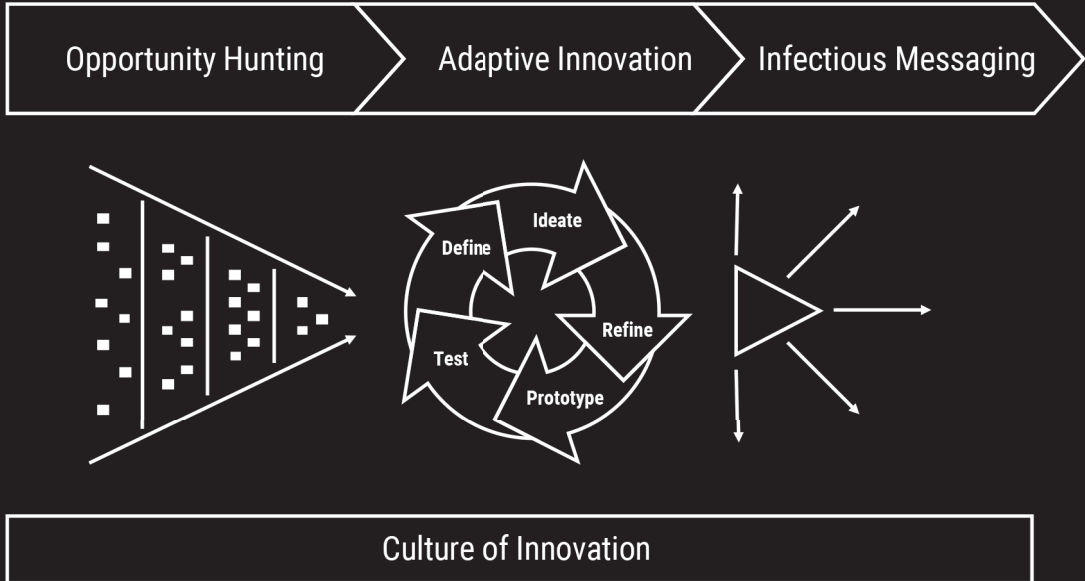 Opportunity Hunting
Adaptive Innovation
Infectious Messaging
Define
Ideate
Refine
Prototype
Test
Culture of Innovation